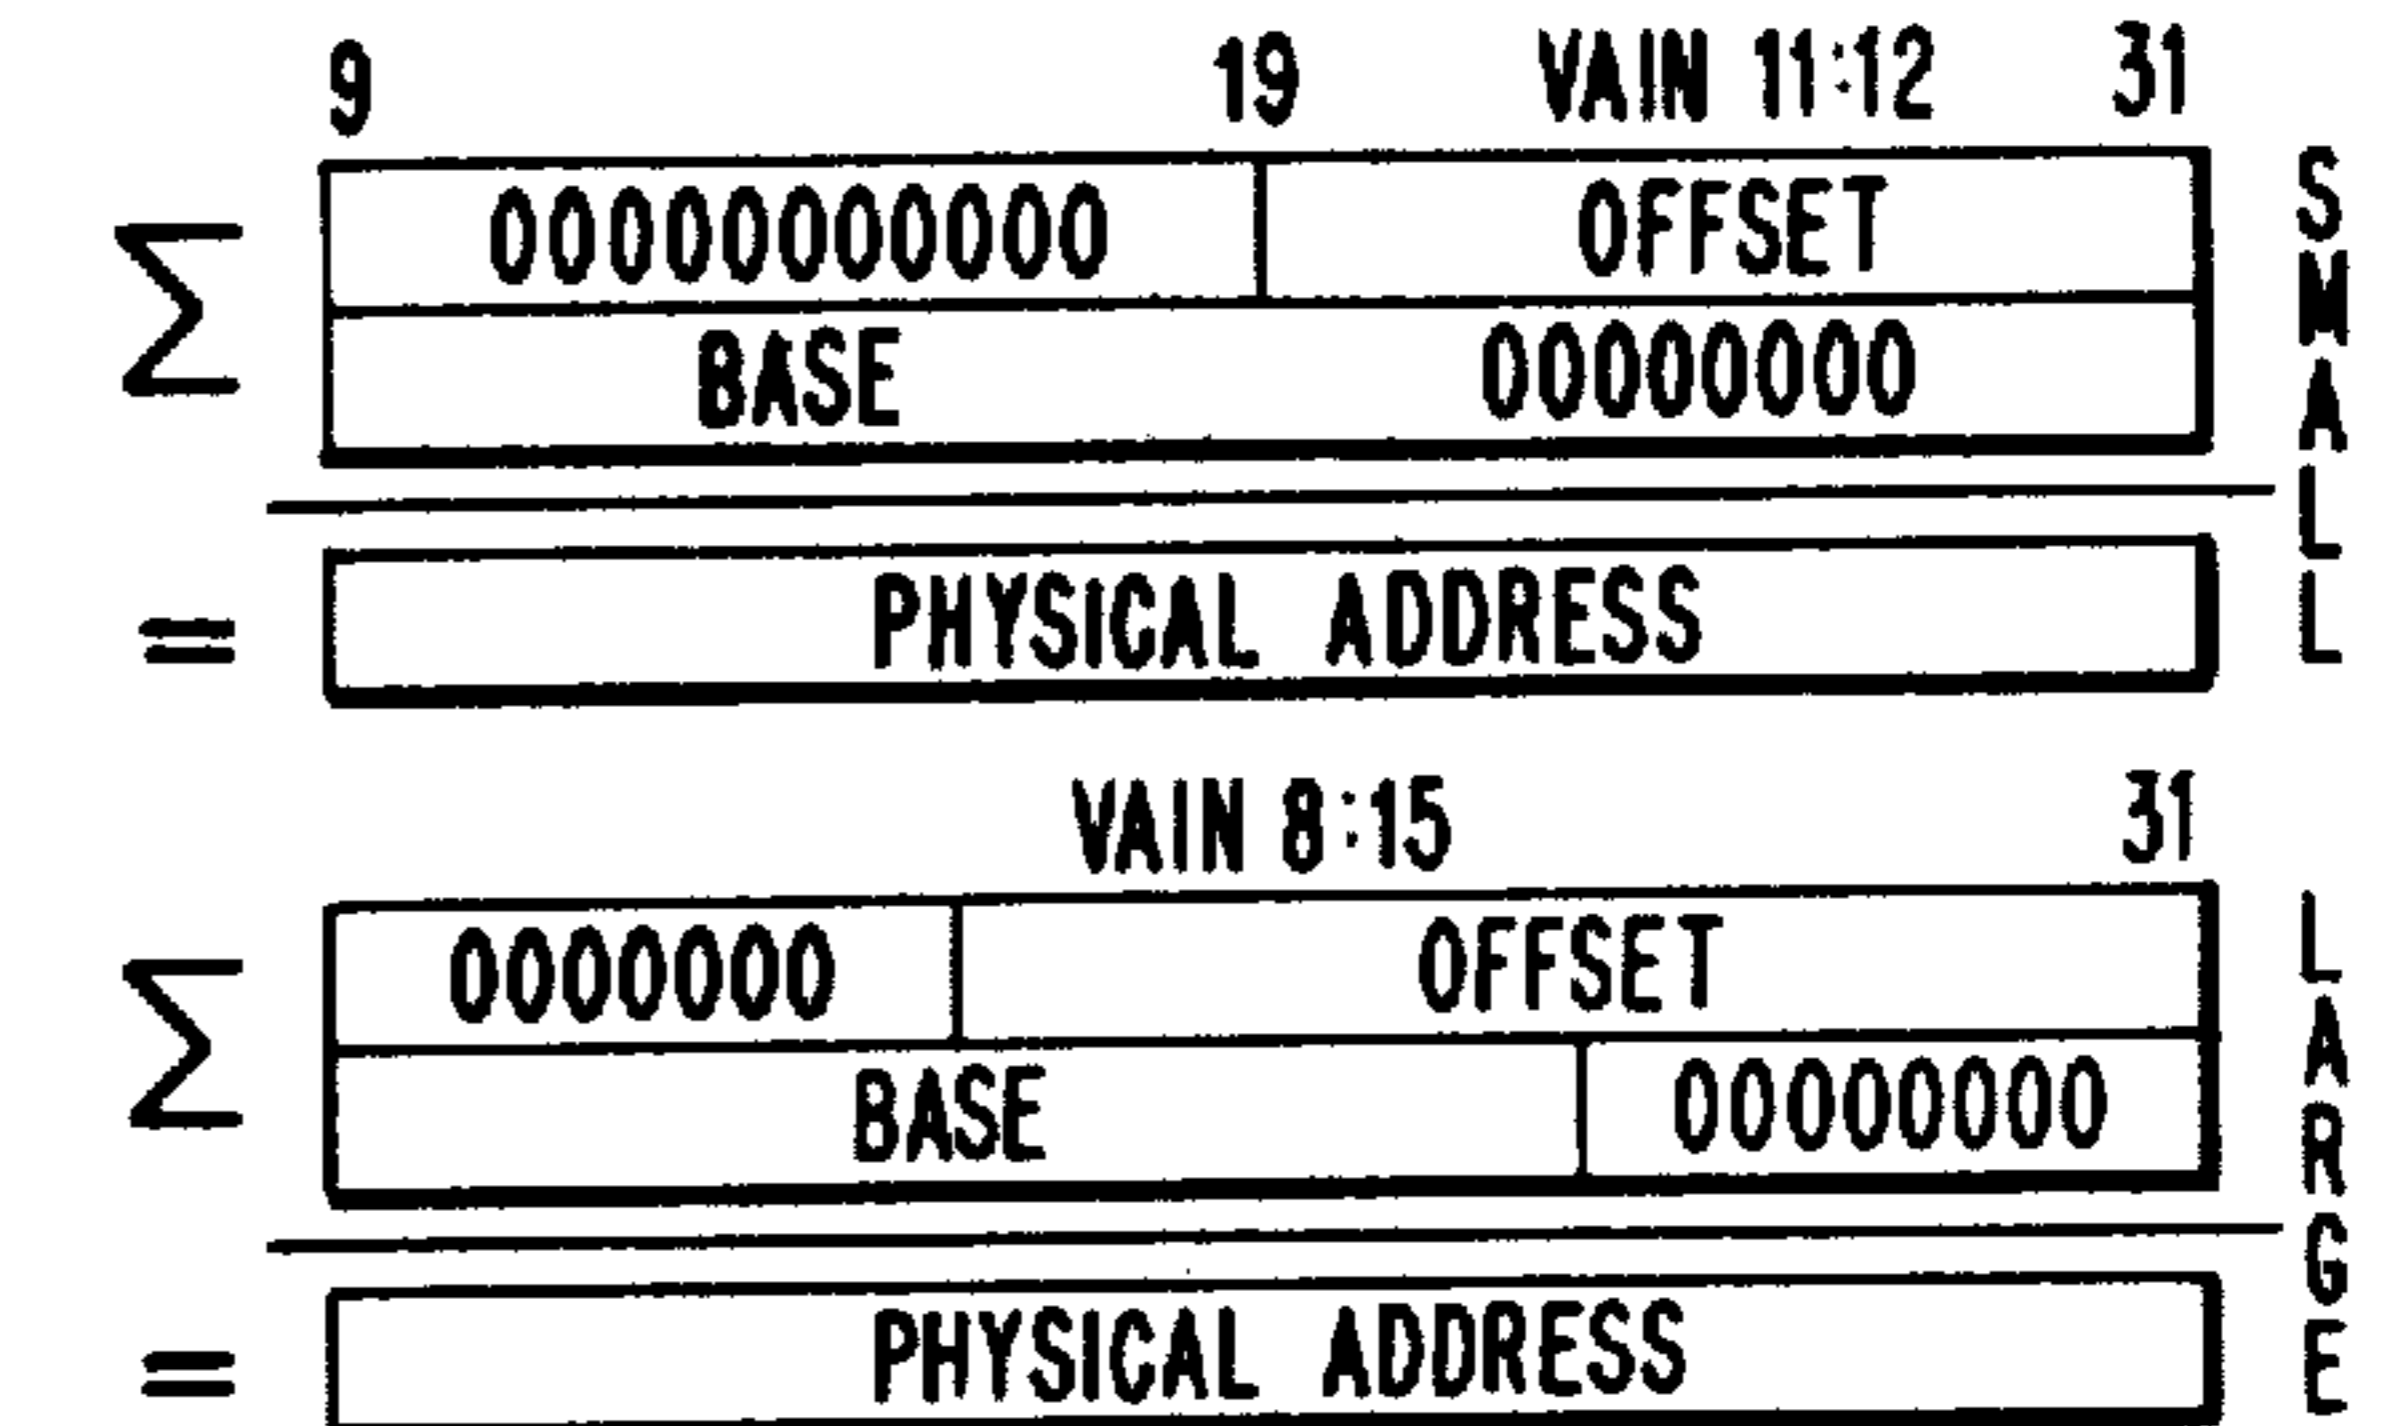 9 19 VAIN 11:12 31
Σ
00000000000 OFFSET
BASE 00000000
= PHYSICAL ADDRESS
SMALL
VAIN 8:15 31
Σ
0000000 OFFSET
BASE 00000000
= PHYSICAL ADDRESS
LARGE